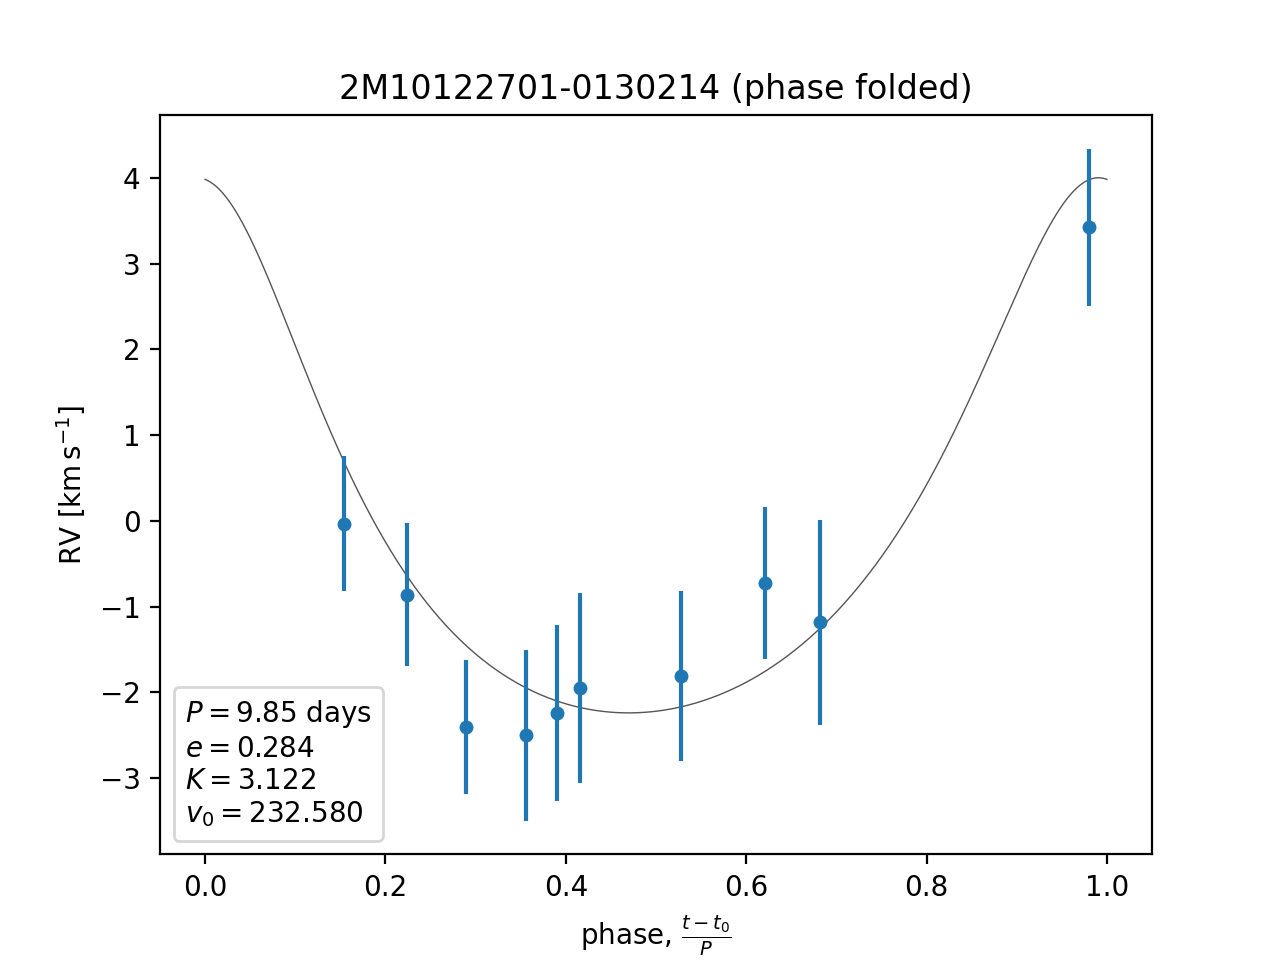 2M10122701-0130214 (phase folded)
4
3
2
1
0
−1
−2
−3
RV [km s⁻¹]
P = 9.85 days
e = 0.284
K = 3.122
v₀ = 232.580
0.0 0.2 0.4 0.6 0.8 1.0
phase, (t − t₀)/P